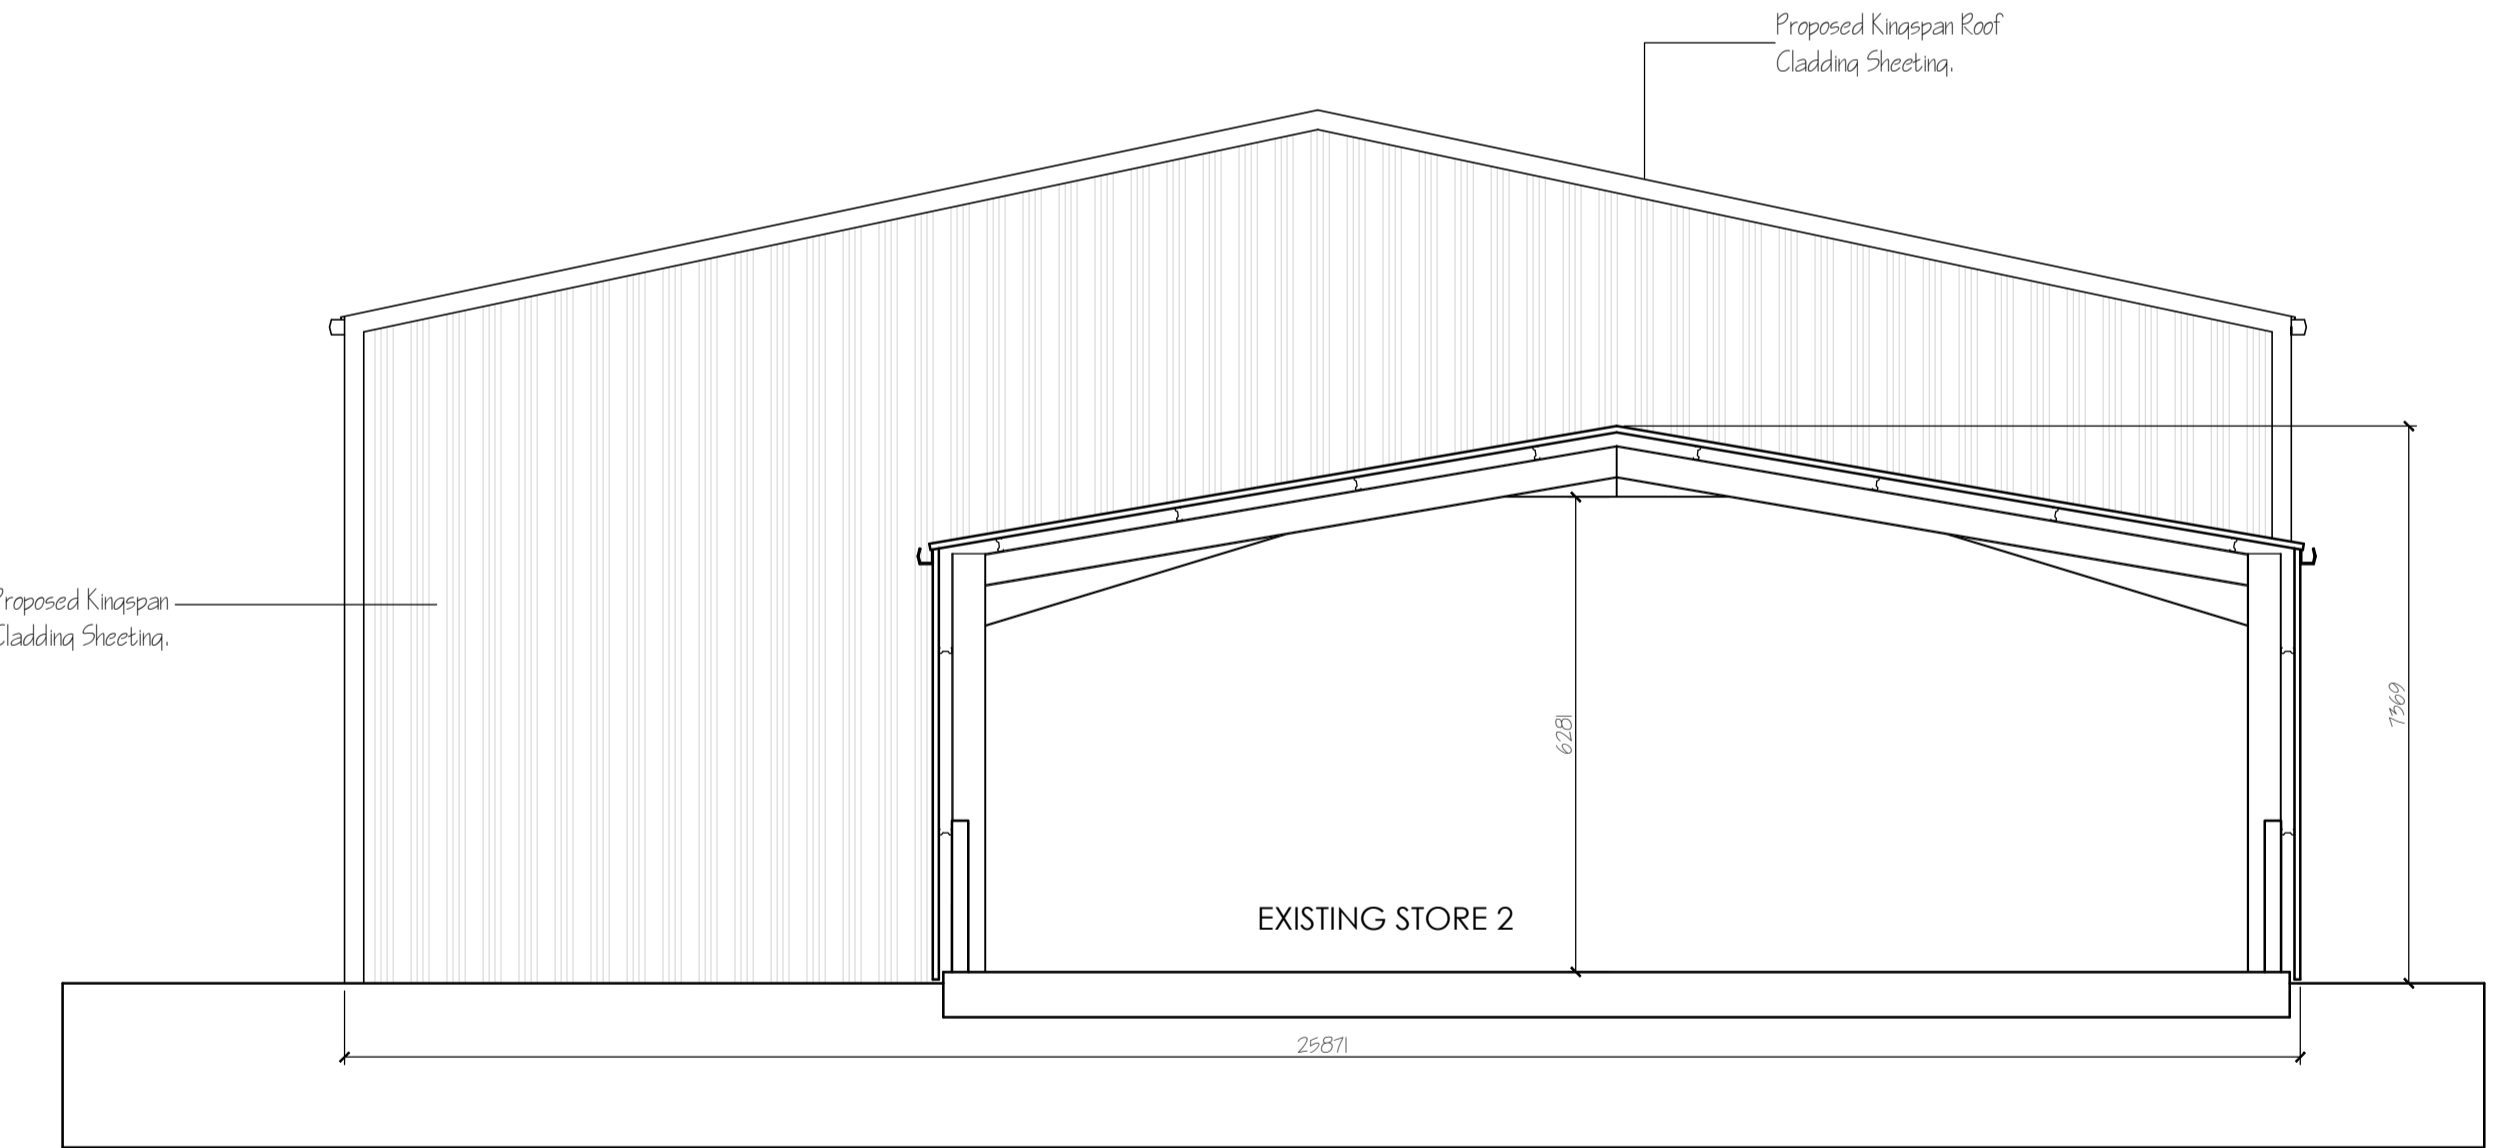 Proposed Kingspan Roof
Cladding Sheeting.
Proposed Kingspan
Cladding Sheeting.
7369
6281
EXISTING STORE 2
25871